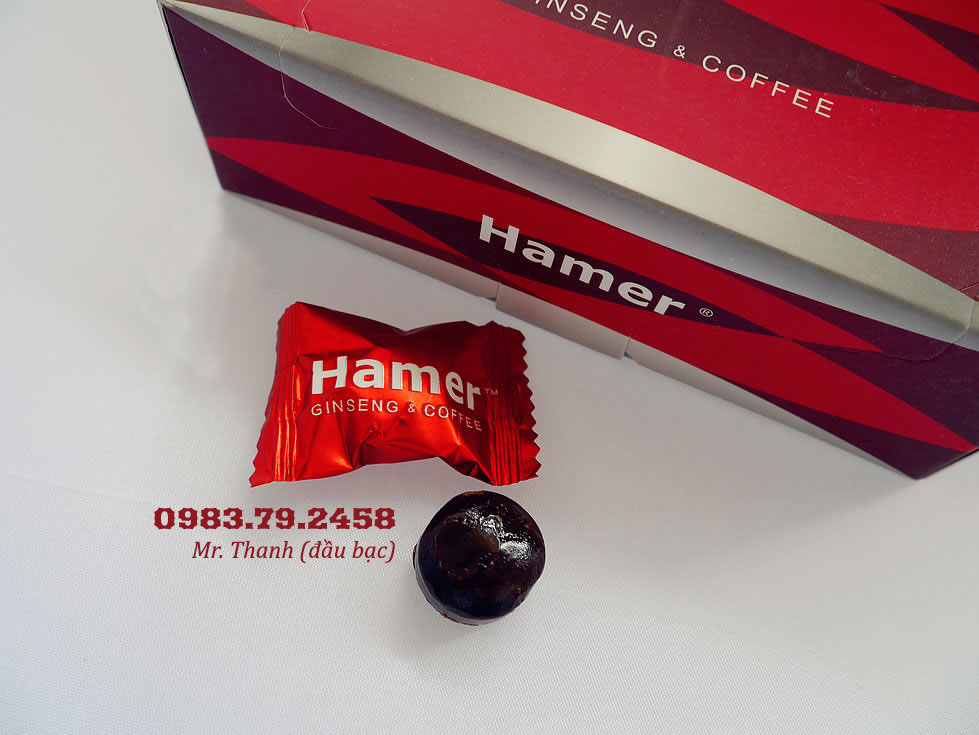 GINSENG & COFFEE
Hamer®
Hamer™
GINSENG & COFFEE
0983.79.2458
Mr. Thanh (đầu bạc)